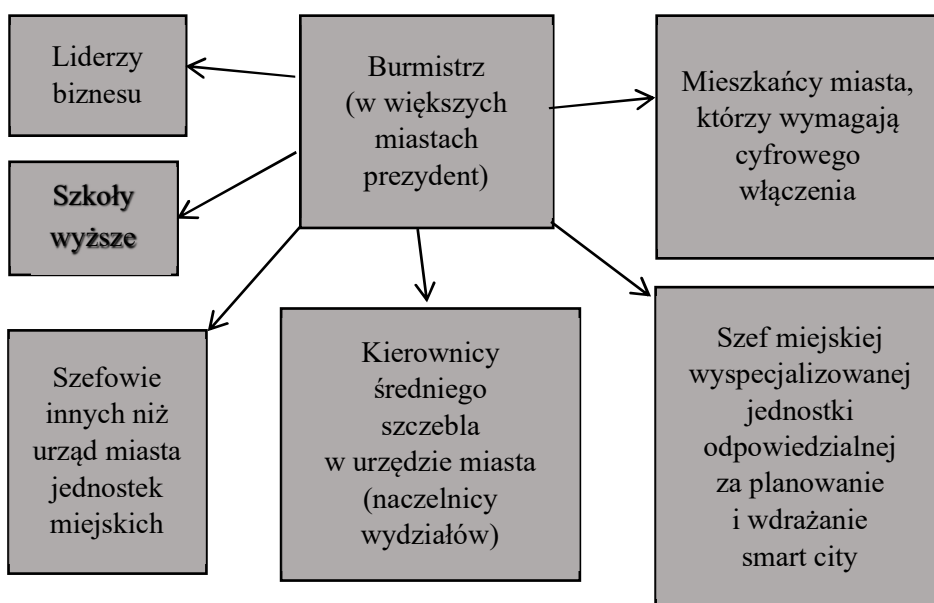 Liderzy
biznesu
Burmistrz
(w większych
miastach
prezydent)
Mieszkańcy miasta,
którzy wymagają
cyfrowego
włączenia
Szkoły
wyższe
Szefowie
innych niż
urząd miasta
jednostek
miejskich
Kierownicy
średniego
szczebla
w urzędzie miasta
(naczelnicy
wydziałów)
Szef miejskiej
wyspecjalizowanej
jednostki
odpowiedzialnej
za planowanie
i wdrażanie
smart city